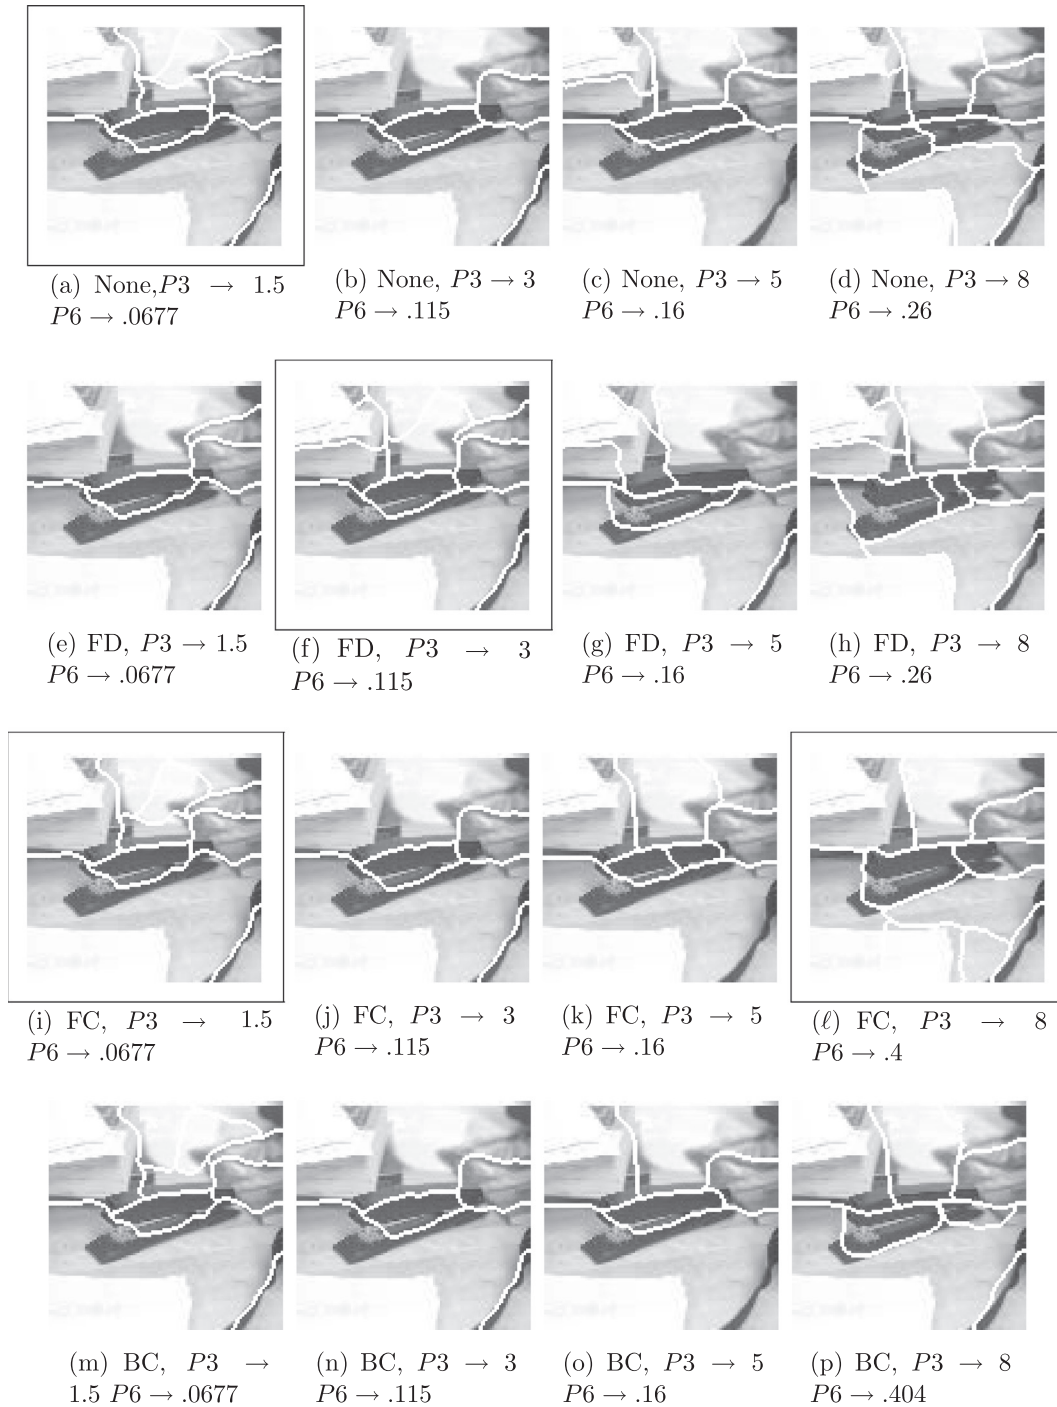 (a) None,P3 → 1.5
P6 → .0677
(b) None, P3 → 3
P6 → .115
(c) None, P3 → 5
P6 → .16
(d) None, P3 → 8
P6 → .26
(e) FD, P3 → 1.5
P6 → .0677
(f) FD, P3 → 3
P6 → .115
(g) FD, P3 → 5
P6 → .16
(h) FD, P3 → 8
P6 → .26
(i) FC, P3 → 1.5
P6 → .0677
(j) FC, P3 → 3
P6 → .115
(k) FC, P3 → 5
P6 → .16
(ℓ) FC, P3 → 8
P6 → .4
(m) BC, P3 →
1.5 P6 → .0677
(n) BC, P3 → 3
P6 → .115
(o) BC, P3 → 5
P6 → .16
(p) BC, P3 → 8
P6 → .404